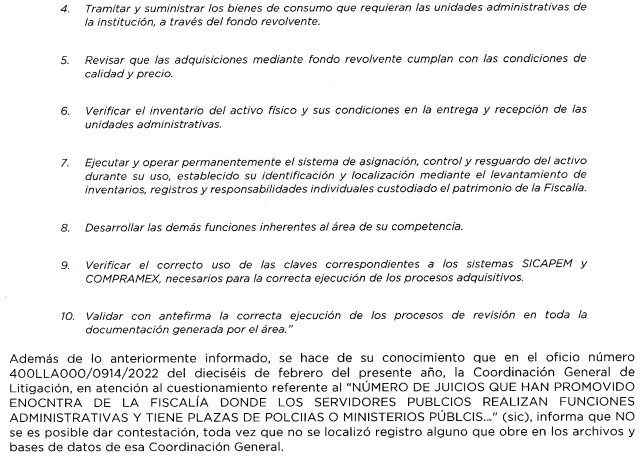 4. Tramitar y suministrar los bienes de consumo que requieran las unidades administrativas de
la institución, a través del fondo revolvente.
5. Revisar que las adquisiciones mediante fondo revolvente cumplan con las condiciones de
calidad y precio.
6. Verificar el inventario del activo físico y sus condiciones en la entrega y recepción de las
unidades administrativas.
7. Ejecutar y operar permanentemente el sistema de asignación, control y resguardo del activo
durante su uso, establecido su identificación y localización mediante el levantamiento de
inventarios, registros y responsabilidades individuales custodiado el patrimonio de la Fiscalía.
8. Desarrollar las demás funciones inherentes al área de su competencia.
9. Verificar el correcto uso de las claves correspondientes a los sistemas SICAPEM y
COMPRAMEX, necesarios para la correcta ejecución de los procesos adquisitivos.
10. Validar con antefirma la correcta ejecución de los procesos de revisión en toda la
documentación generada por el área."
Además de lo anteriormente informado, se hace de su conocimiento que en el oficio número
400LLA000/0914/2022 del dieciséis de febrero del presente año, la Coordinación General de
Litigación, en atención al cuestionamiento referente al "NÚMERO DE JUICIOS QUE HAN PROMOVIDO
ENOCNTRA DE LA FISCALÍA DONDE LOS SERVIDORES PUBLCIOS REALIZAN FUNCIONES
ADMINISTRATIVAS Y TIENE PLAZAS DE POLCIIAS O MINISTERIOS PÚBLCIS..." (sic), informa que NO
se es posible dar contestación, toda vez que no se localizó registro alguno que obre en los archivos y
bases de datos de esa Coordinación General.